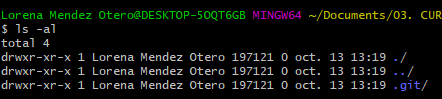 Lorena Mendez Otero@DESKTOP-5OQT6GB MINGW64 ~/Documents/O3. CUR
$ ls -al
total 4
drwxr-xr-x 1 Lorena Mendez Otero 197121 0 oct. 13 13:19 ./
drwxr-xr-x 1 Lorena Mendez Otero 197121 0 oct. 13 13:19 ../
drwxr-xr-x 1 Lorena Mendez Otero 197121 0 oct. 13 13:19 .git/